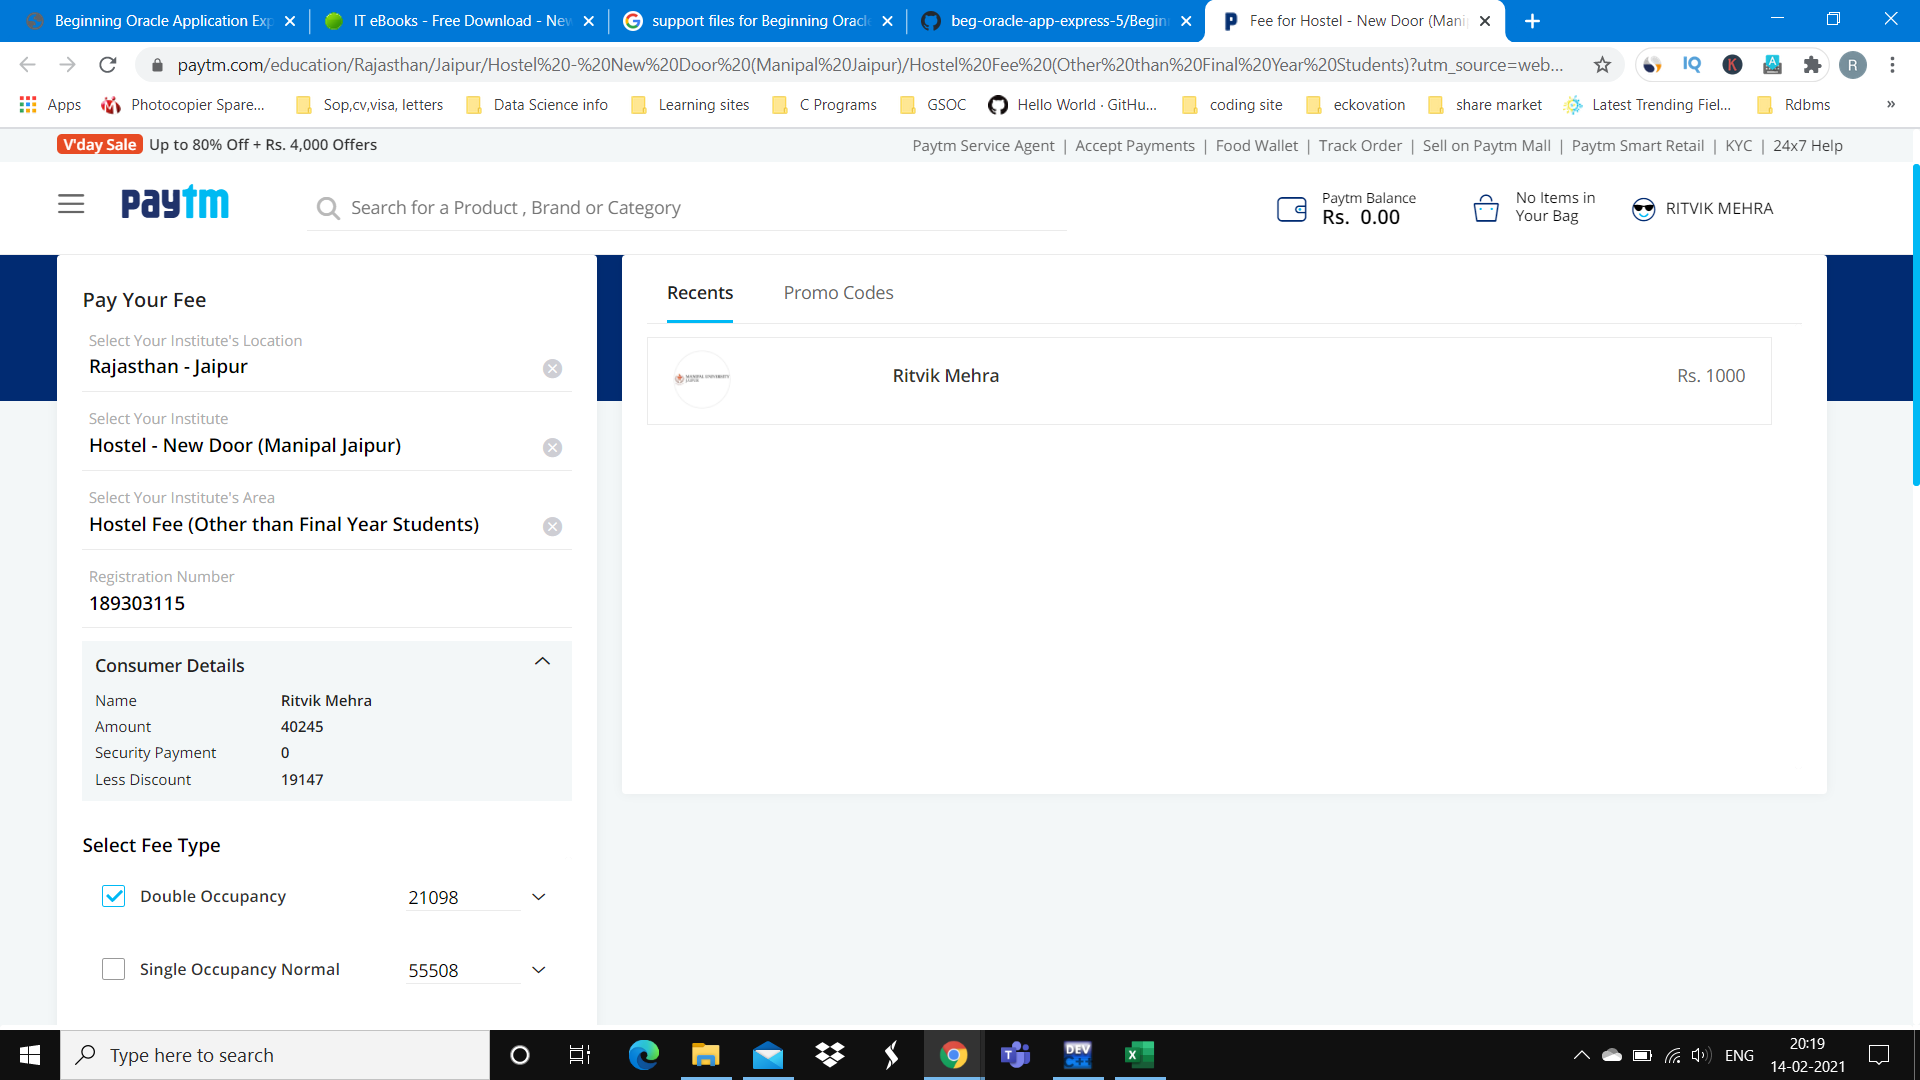 Beginning Oracle Application Exp
IT eBooks - Free Download - New
support files for Beginning Oracle
beg-oracle-app-express-5/Beginn
Fee for Hostel - New Door (Mani
paytm.com/education/Rajasthan/Jaipur/Hostel%20-%20New%20Door%20(Manipal%20Jaipur)/Hostel%20Fee%20(Other%20than%20Final%20Year%20Students)?utm_source=web...
IQ K A R
Apps Photocopier Spare... Sop,cv,visa, letters Data Science info Learning sites C Programs GSOC Hello World · GitHu... coding site eckovation share market Latest Trending Fiel... Rdbms »
V'day Sale Up to 80% Off + Rs. 4,000 Offers
Paytm Service Agent | Accept Payments | Food Wallet | Track Order | Sell on Paytm Mall | Paytm Smart Retail | KYC | 24x7 Help
paytm
Search for a Product , Brand or Category
Paytm Balance
Rs. 0.00
No Items in
Your Bag
RITVIK MEHRA
Pay Your Fee
Select Your Institute's Location
Rajasthan - Jaipur
Select Your Institute
Hostel - New Door (Manipal Jaipur)
Select Your Institute's Area
Hostel Fee (Other than Final Year Students)
Registration Number
189303115
Consumer Details
Name Ritvik Mehra
Amount 40245
Security Payment 0
Less Discount 19147
Select Fee Type
Double Occupancy 21098
Single Occupancy Normal 55508
Recents Promo Codes
MANIPAL UNIVERSITY
JAIPUR
Ritvik Mehra Rs. 1000
Type here to search
DEV
C++
ENG
20:19
14-02-2021